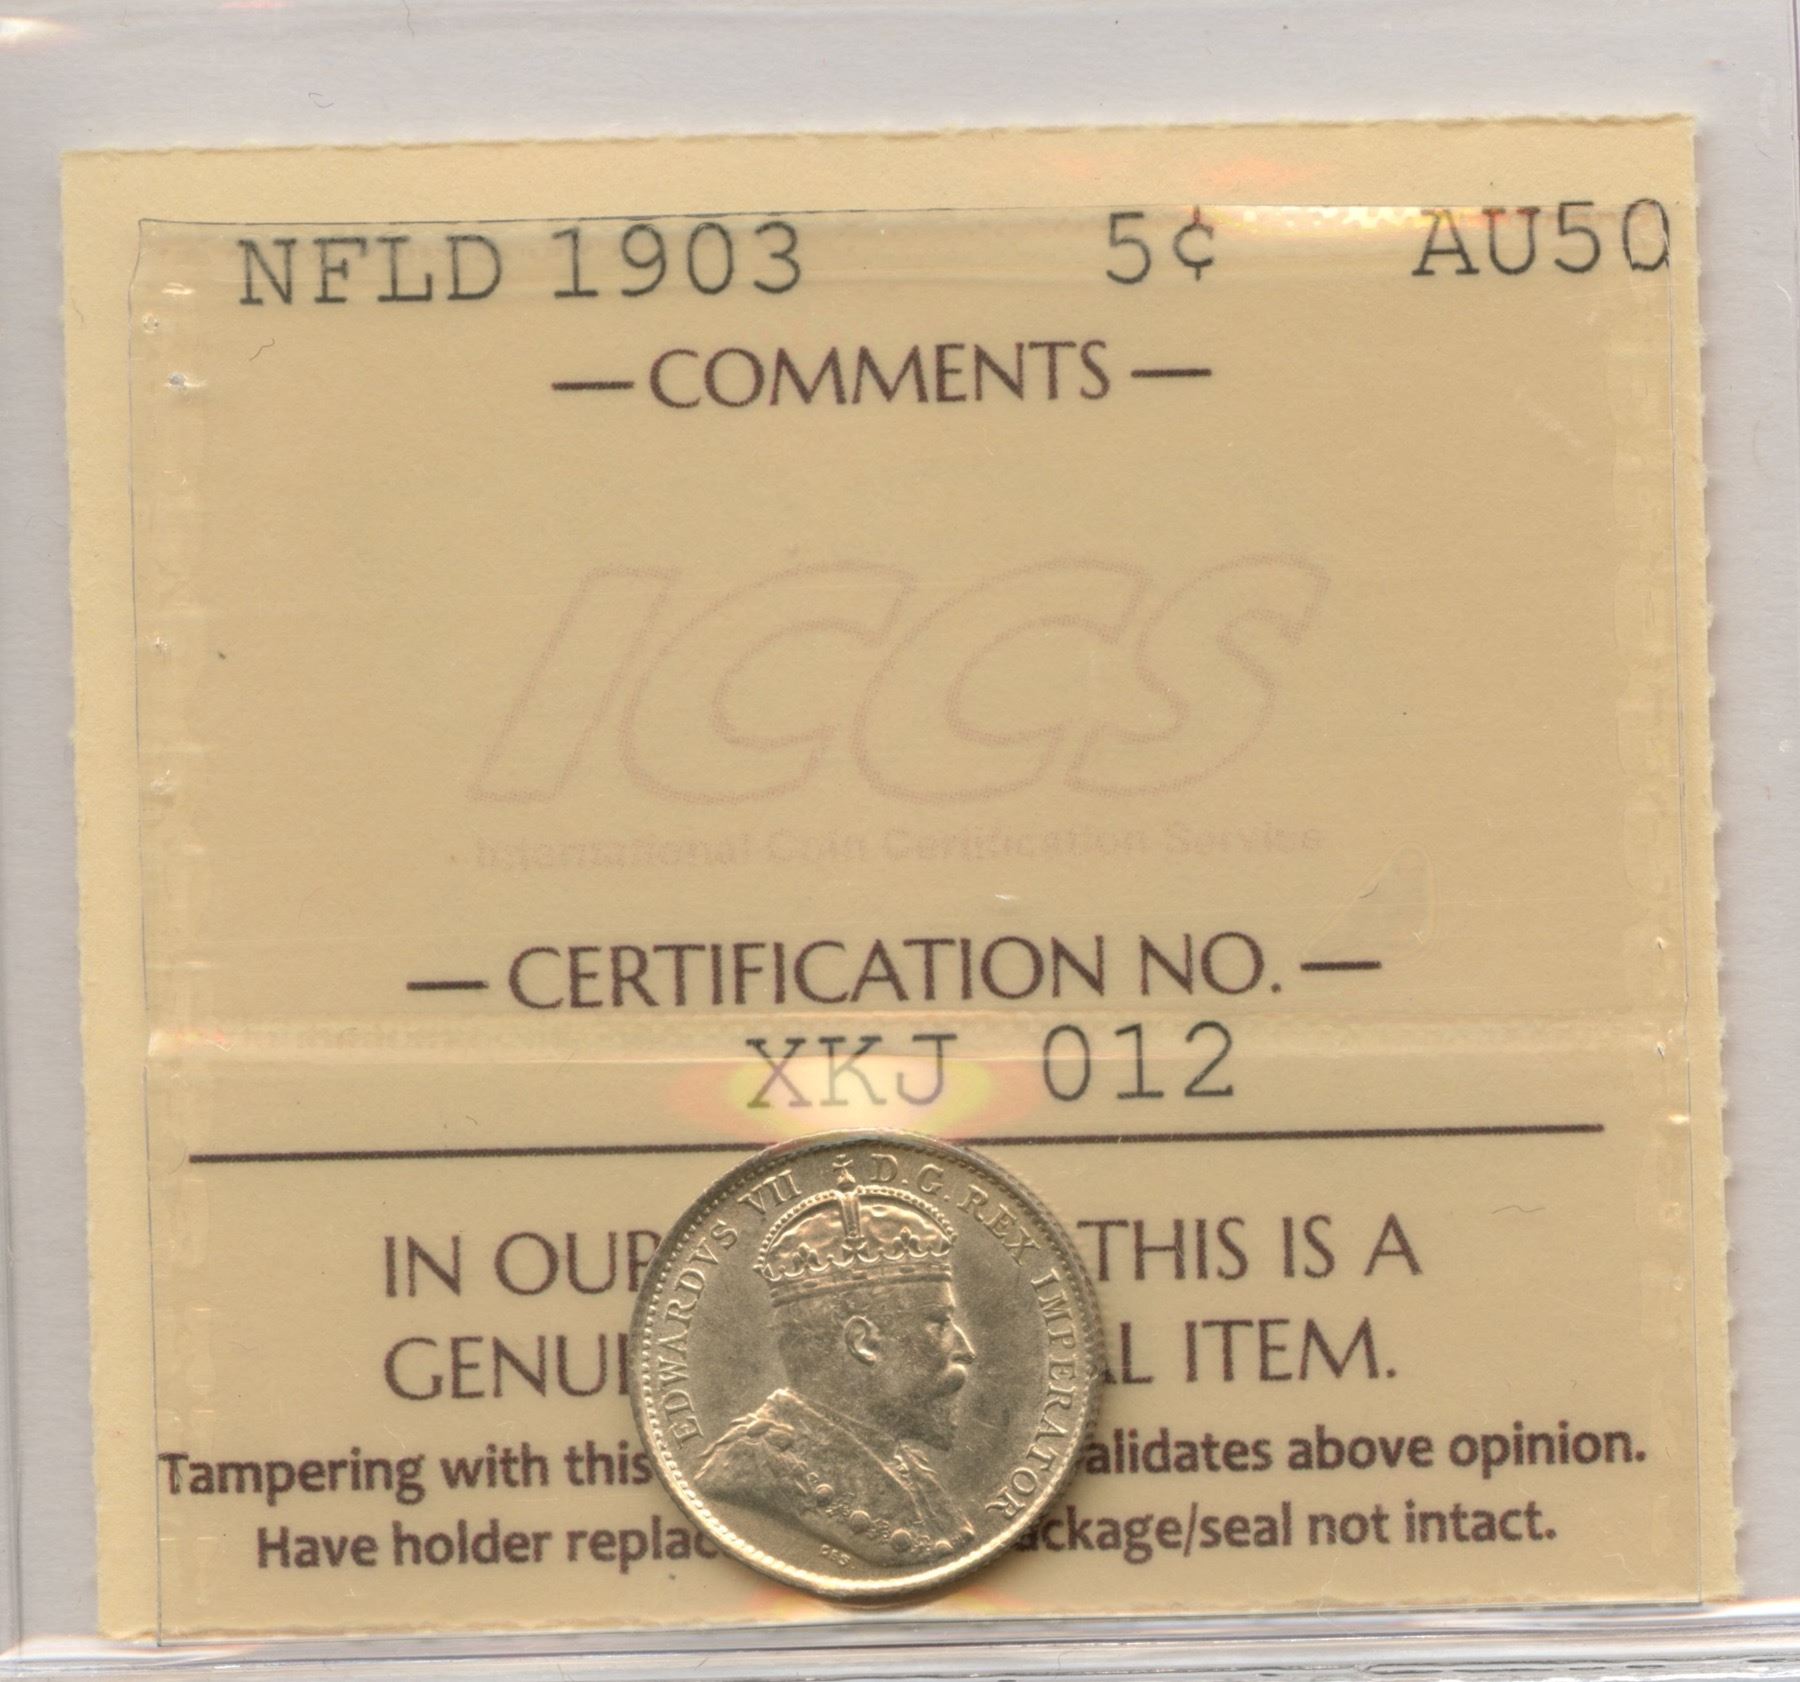 NFLD 1903 5¢ AU50
— COMMENTS —
ICCS
International Coin Certification Service
— CERTIFICATION NO. —
XKJ 012
EDWARDVS VII D.G. REX IMPERATOR
IN OUR THIS IS A
GENUI AL ITEM.
Tampering with this alidates above opinion.
Have holder replac ackage/seal not intact.